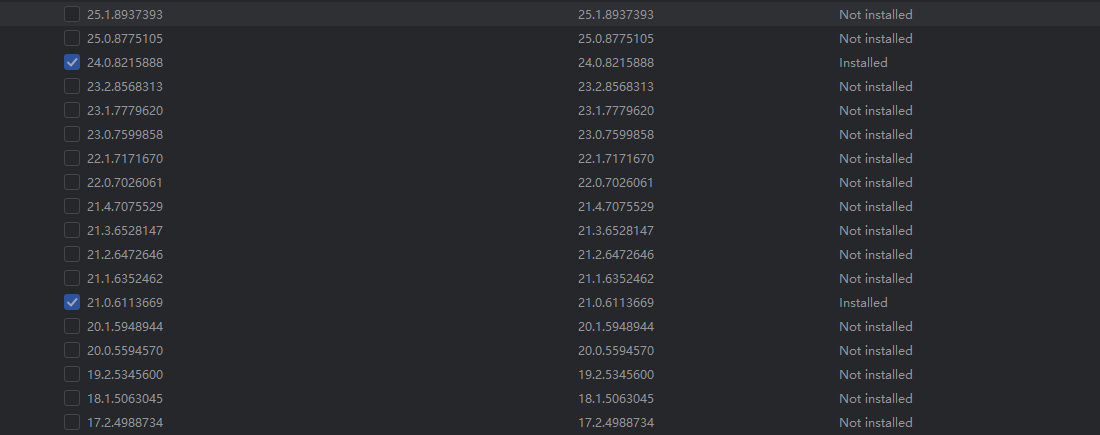 25.1.8937393 25.1.8937393 Not installed
25.0.8775105 25.0.8775105 Not installed
24.0.8215888 24.0.8215888 Installed
23.2.8568313 23.2.8568313 Not installed
23.1.7779620 23.1.7779620 Not installed
23.0.7599858 23.0.7599858 Not installed
22.1.7171670 22.1.7171670 Not installed
22.0.7026061 22.0.7026061 Not installed
21.4.7075529 21.4.7075529 Not installed
21.3.6528147 21.3.6528147 Not installed
21.2.6472646 21.2.6472646 Not installed
21.1.6352462 21.1.6352462 Not installed
21.0.6113669 21.0.6113669 Installed
20.1.5948944 20.1.5948944 Not installed
20.0.5594570 20.0.5594570 Not installed
19.2.5345600 19.2.5345600 Not installed
18.1.5063045 18.1.5063045 Not installed
17.2.4988734 17.2.4988734 Not installed